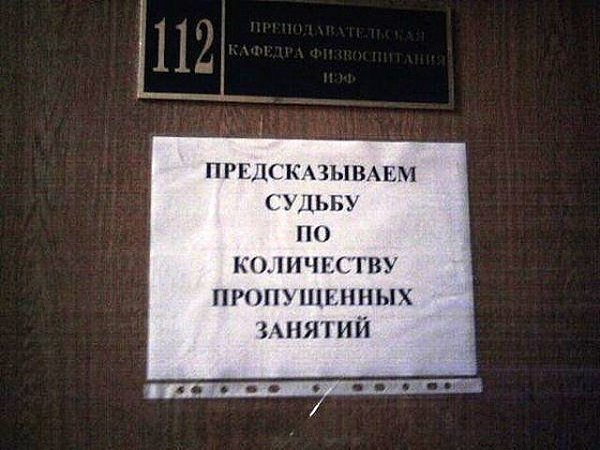 112
ПРЕПОДАВАТЕЛЬСКАЯ
КАФЕДРА ФИЗВОСПИТАНИЯ
ИЭФ
ПРЕДСКАЗЫВАЕМ
СУДЬБУ
ПО
КОЛИЧЕСТВУ
ПРОПУЩЕННЫХ
ЗАНЯТИЙ